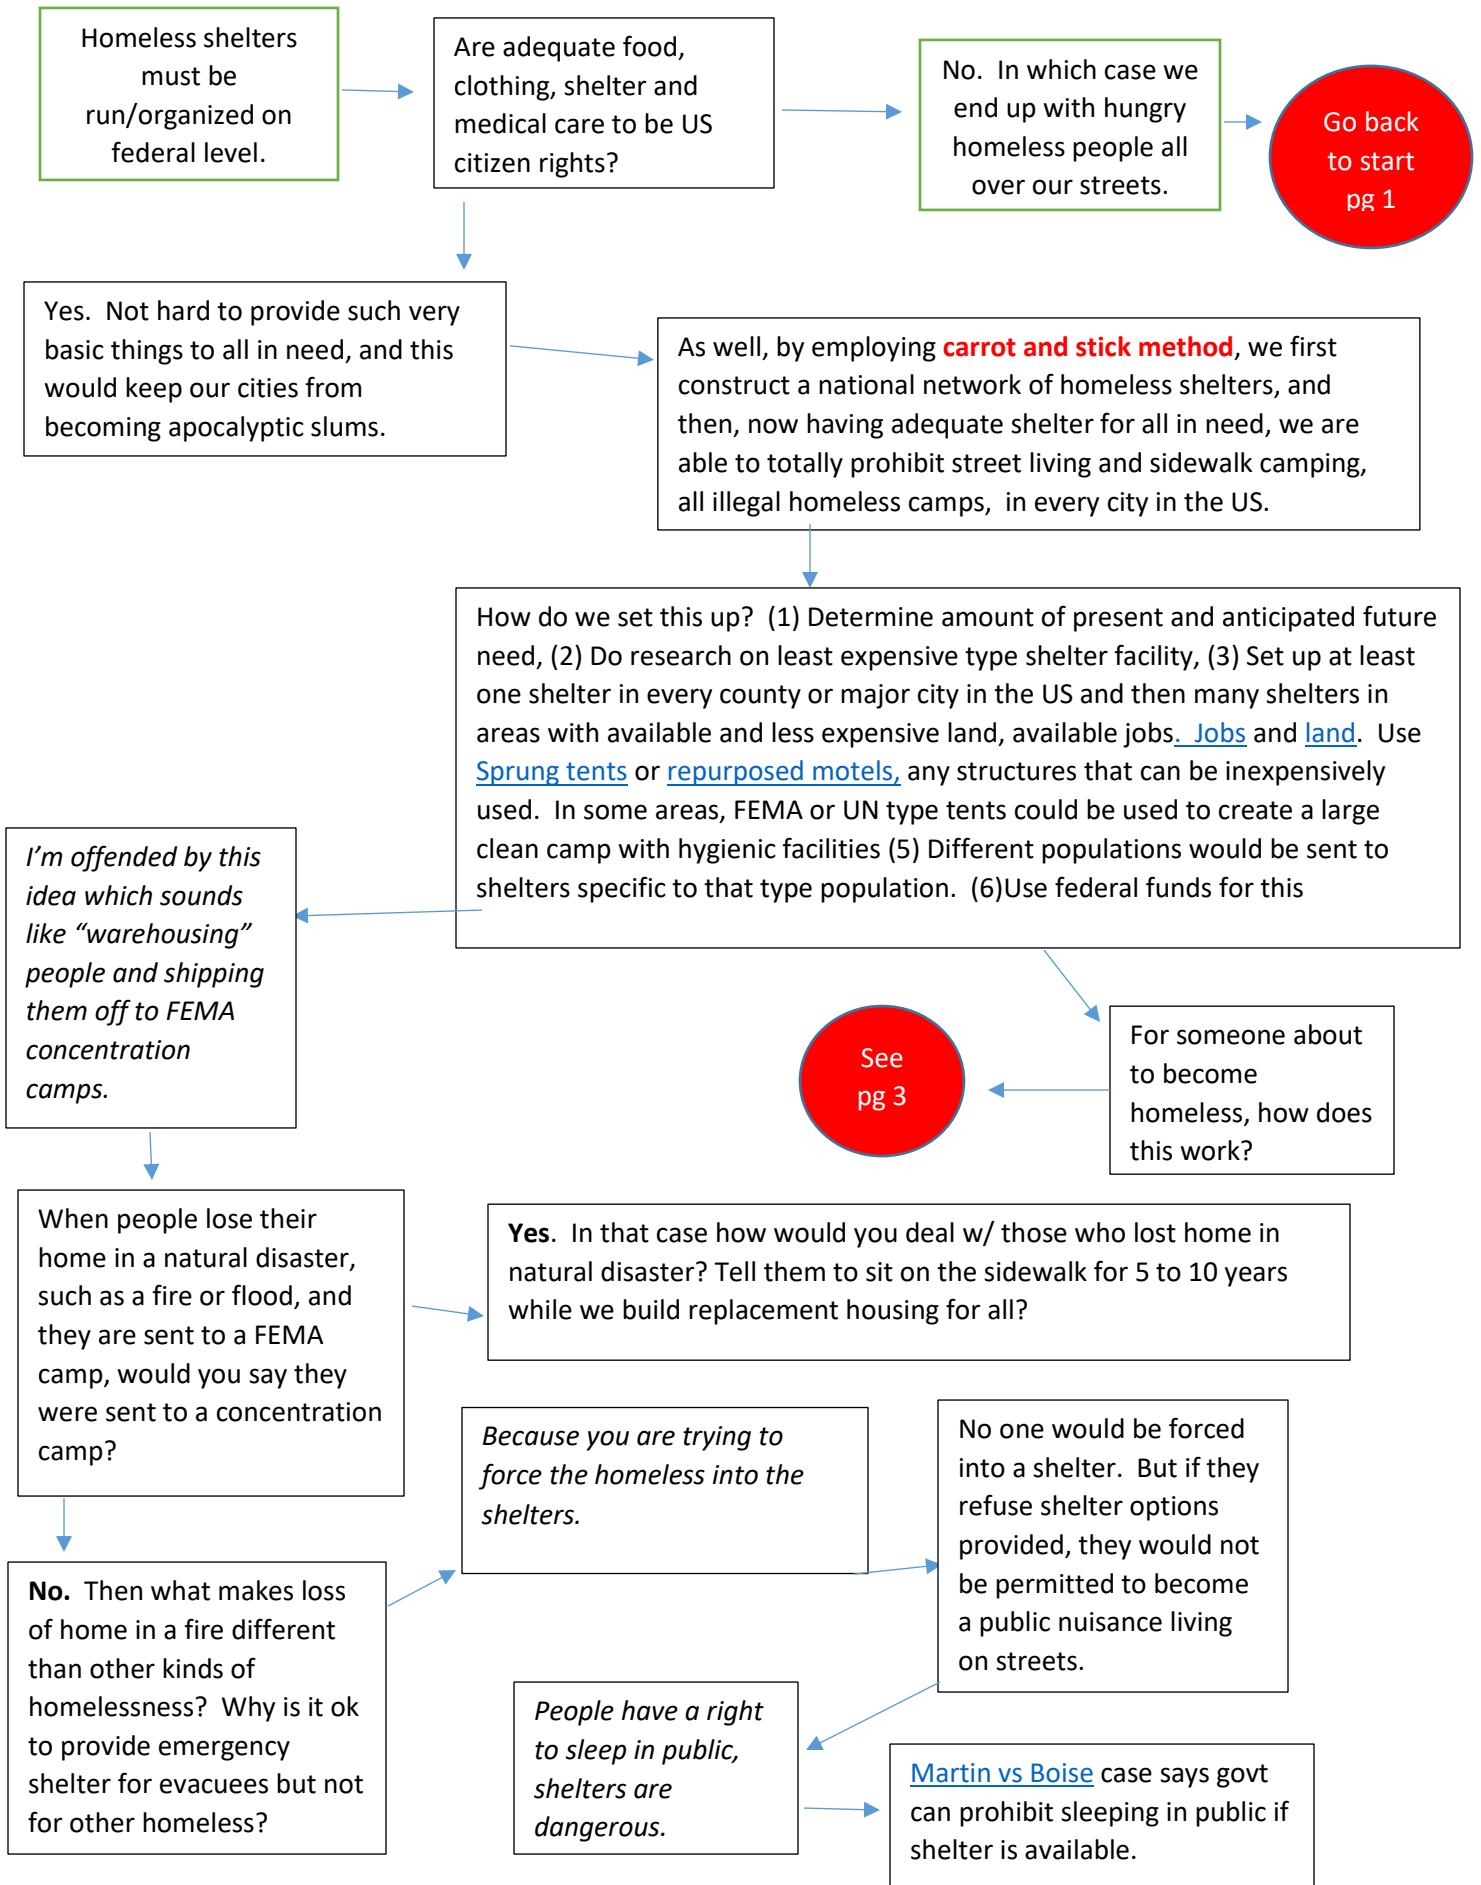 Homeless shelters
must be
run/organized on
federal level.
Are adequate food,
clothing, shelter and
medical care to be US
citizen rights?
No.  In which case we
end up with hungry
homeless people all
over our streets.
Go back
to start
pg 1
Yes.  Not hard to provide such very
basic things to all in need, and this
would keep our cities from
becoming apocalyptic slums.
As well, by employing carrot and stick method, we first
construct a national network of homeless shelters, and
then, now having adequate shelter for all in need, we are
able to totally prohibit street living and sidewalk camping,
all illegal homeless camps,  in every city in the US.
How do we set this up?  (1) Determine amount of present and anticipated future
need, (2) Do research on least expensive type shelter facility, (3) Set up at least
one shelter in every county or major city in the US and then many shelters in
areas with available and less expensive land, available jobs.  Jobs and land.  Use
Sprung tents or repurposed motels, any structures that can be inexpensively
used.  In some areas, FEMA or UN type tents could be used to create a large
clean camp with hygienic facilities (5) Different populations would be sent to
shelters specific to that type population.  (6)Use federal funds for this
I'm offended by this
idea which sounds
like “warehousing”
people and shipping
them off to FEMA
concentration
camps.
See
pg 3
For someone about
to become
homeless, how does
this work?
When people lose their
home in a natural disaster,
such as a fire or flood, and
they are sent to a FEMA
camp, would you say they
were sent to a concentration
camp?
Yes.  In that case how would you deal w/ those who lost home in
natural disaster? Tell them to sit on the sidewalk for 5 to 10 years
while we build replacement housing for all?
Because you are trying to
force the homeless into the
shelters.
No one would be forced
into a shelter.  But if they
refuse shelter options
provided, they would not
be permitted to become
a public nuisance living
on streets.
No.  Then what makes loss
of home in a fire different
than other kinds of
homelessness?  Why is it ok
to provide emergency
shelter for evacuees but not
for other homeless?
People have a right
to sleep in public,
shelters are
dangerous.
Martin vs Boise case says govt
can prohibit sleeping in public if
shelter is available.